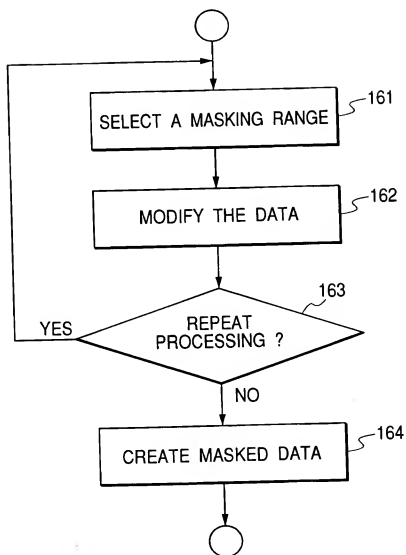 SELECT A MASKING RANGE
161
MODIFY THE DATA
162
163
REPEAT
PROCESSING ?
YES
NO
CREATE MASKED DATA
164